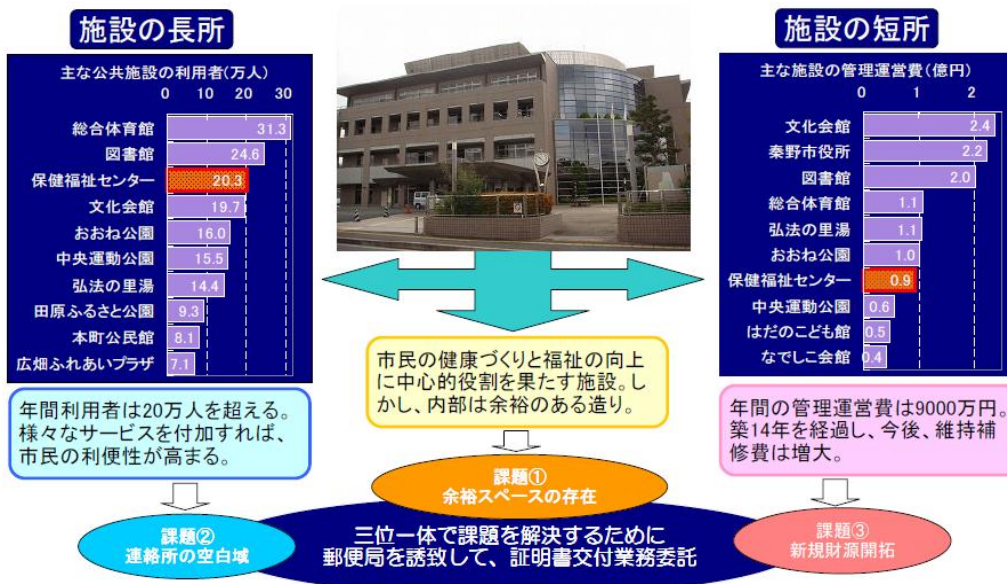 施設の長所
主な公共施設の利用者(万人)
0 10 20 30
総合体育館 31.3
図書館 24.6
保健福祉センター 20.3
文化会館 19.7
おおね公園 16.0
中央運動公園 15.5
弘法の里湯 14.4
田原ふるさと公園 9.3
本町公民館 8.1
広畑ふれあいプラザ 7.1
年間利用者は20万人を超える。
様々なサービスを付加すれば、
市民の利便性が高まる。
課題②
連絡所の空白域
市民の健康づくりと福祉の向上
に中心的役割を果たす施設。し
かし、内部は余裕のある造り。
課題①
余裕スペースの存在
三位一体で課題を解決するために
郵便局を誘致して、証明書交付業務委託
施設の短所
主な施設の管理運営費(億円)
0 1 2
文化会館 2.4
秦野市役所 2.2
図書館 2.0
総合体育館 1.1
弘法の里湯 1.1
おおね公園 1.0
保健福祉センター 0.9
中央運動公園 0.6
はだのこども館 0.5
なでしこ会館 0.4
年間の管理運営費は9000万円。
築14年を経過し、今後、維持補
修費は増大。
課題③
新規財源開拓